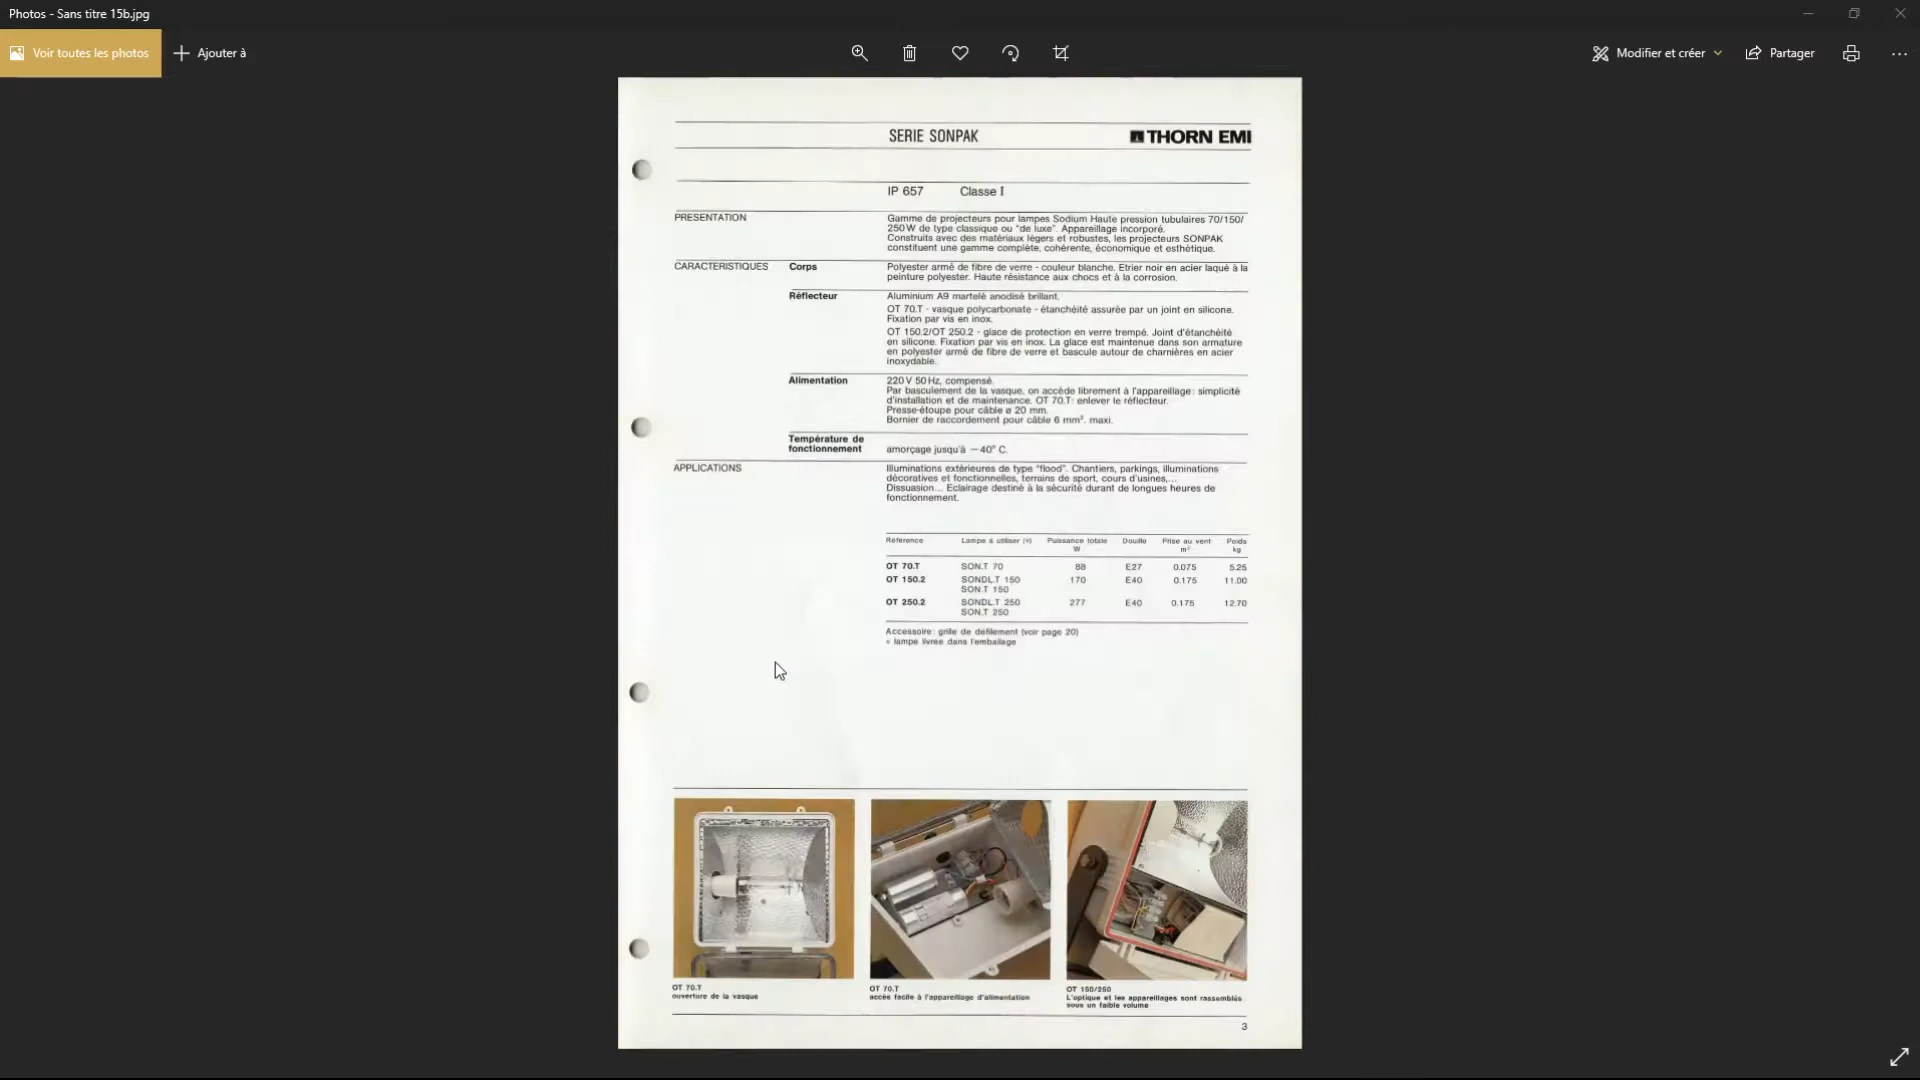 Photos - Sans titre 15b.jpg
Voir toutes les photos
Ajouter à
Modifier et créer
Partager
SERIE SONPAK
THORN EMI
IP 657 Classe I
PRESENTATION
Gamme de projecteurs pour lampes Sodium Haute pression tubulaires 70/150/
250 W de type classique ou "de luxe". Appareillage incorporé.
Construits avec des matériaux légers et robustes, les projecteurs SONPAK
constituent une gamme complète, cohérente, économique et esthétique.
CARACTERISTIQUES
Corps
Polyester armé de fibre de verre - couleur blanche. Etrier noir en acier laqué à la
peinture polyester. Haute résistance aux chocs et à la corrosion.
Réflecteur
Aluminium A9 martelé anodisé brillant.
OT 70.T - vasque polycarbonate - étanchéité assurée par un joint en silicone.
Fixation par vis en inox.
OT 150.2/OT 250.2 - glace de protection en verre trempé. Joint d'étanchéité
en silicone. Fixation par vis en inox. La glace est maintenue dans son armature
en polyester armé de fibre de verre et bascule autour de charnières en acier
inoxydable.
Alimentation
220 V 50 Hz, compensé.
Par basculement de la vasque, on accède librement à l'appareillage: simplicité
d'installation et de maintenance. OT 70.T: enlever le réflecteur.
Presse-étoupe pour câble ø 20 mm.
Bornier de raccordement pour câble 6 mm². maxi.
Température de
fonctionnement
amorçage jusqu'à −40° C.
APPLICATIONS
Illuminations extérieures de type "flood". Chantiers, parkings, illuminations
décoratives et fonctionnelles, terrains de sport, cours d'usines,...
Dissuasion... Eclairage destiné à la sécurité durant de longues heures de
fonctionnement.
Référence Lampe à utiliser (*) Puissance totale Douille Prise au vent Poids
W m² kg
OT 70.T SON.T 70 88 E27 0.075 5.25
OT 150.2 SONDL.T 150 170 E40 0.175 11.00
SON.T 150
OT 250.2 SONDL.T 250 277 E40 0.175 12.70
SON.T 250
Accessoire: grille de défilement (voir page 20)
* lampe livrée dans l'emballage
OT 70.T
ouverture de la vasque
OT 70.T
accès facile à l'appareillage d'alimentation
OT 150/250
L'optique et les appareillages sont rassemblés
sous un faible volume
3